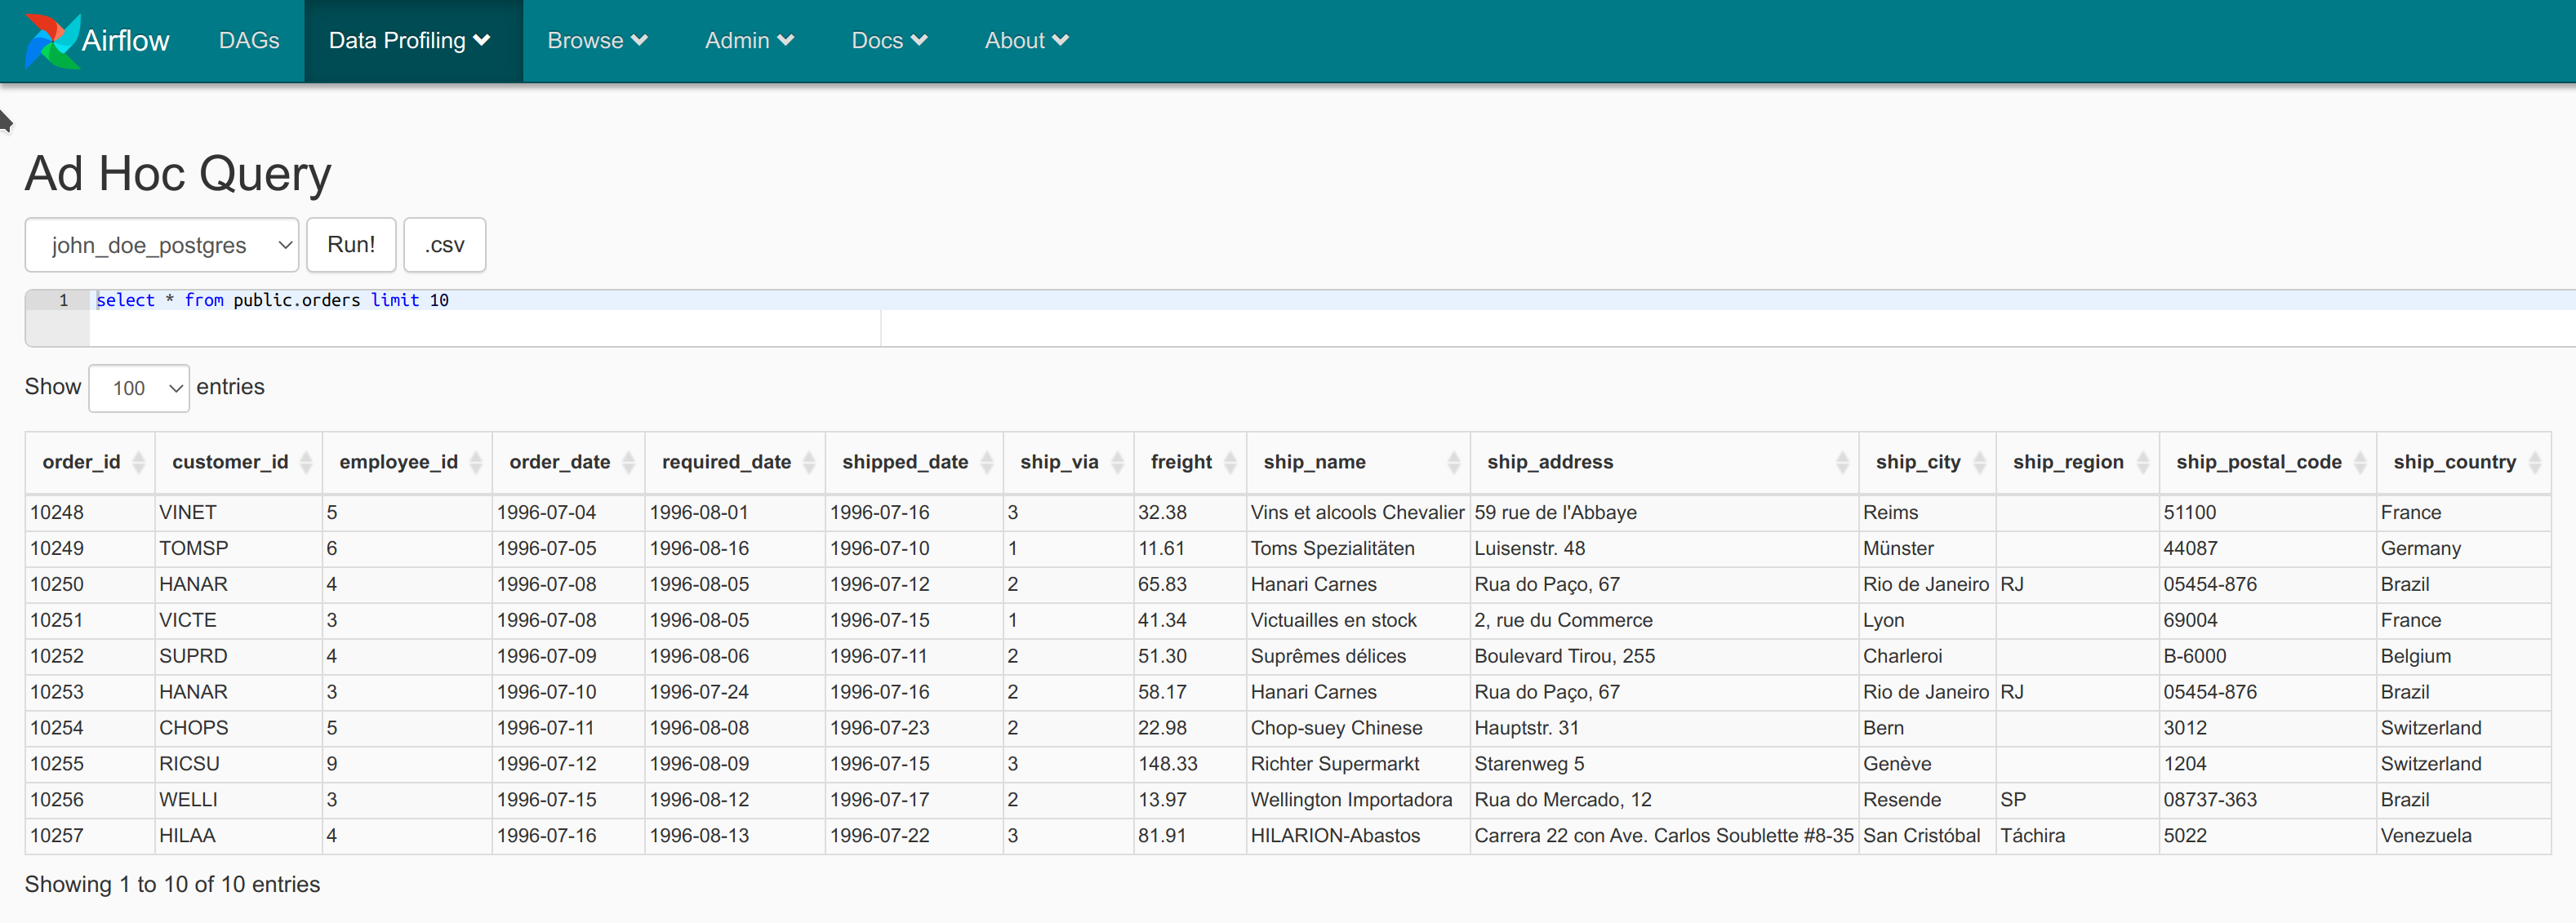 Airflow DAGs Data Profiling Browse Admin Docs About
Ad Hoc Query
john_doe_postgres Run! .csv
1 select * from public.orders limit 10
Show 100 entries
order_id customer_id employee_id order_date required_date shipped_date ship_via freight ship_name ship_address ship_city ship_region ship_postal_code ship_country
10248 VINET 5 1996-07-04 1996-08-01 1996-07-16 3 32.38 Vins et alcools Chevalier 59 rue de l'Abbaye Reims 51100 France
10249 TOMSP 6 1996-07-05 1996-08-16 1996-07-10 1 11.61 Toms Spezialitäten Luisenstr. 48 Münster 44087 Germany
10250 HANAR 4 1996-07-08 1996-08-05 1996-07-12 2 65.83 Hanari Carnes Rua do Paço, 67 Rio de Janeiro RJ 05454-876 Brazil
10251 VICTE 3 1996-07-08 1996-08-05 1996-07-15 1 41.34 Victuailles en stock 2, rue du Commerce Lyon 69004 France
10252 SUPRD 4 1996-07-09 1996-08-06 1996-07-11 2 51.30 Suprêmes délices Boulevard Tirou, 255 Charleroi B-6000 Belgium
10253 HANAR 3 1996-07-10 1996-07-24 1996-07-16 2 58.17 Hanari Carnes Rua do Paço, 67 Rio de Janeiro RJ 05454-876 Brazil
10254 CHOPS 5 1996-07-11 1996-08-08 1996-07-23 2 22.98 Chop-suey Chinese Hauptstr. 31 Bern 3012 Switzerland
10255 RICSU 9 1996-07-12 1996-08-09 1996-07-15 3 148.33 Richter Supermarkt Starenweg 5 Genève 1204 Switzerland
10256 WELLI 3 1996-07-15 1996-08-12 1996-07-17 2 13.97 Wellington Importadora Rua do Mercado, 12 Resende SP 08737-363 Brazil
10257 HILAA 4 1996-07-16 1996-08-13 1996-07-22 3 81.91 HILARION-Abastos Carrera 22 con Ave. Carlos Soublette #8-35 San Cristóbal Táchira 5022 Venezuela
Showing 1 to 10 of 10 entries